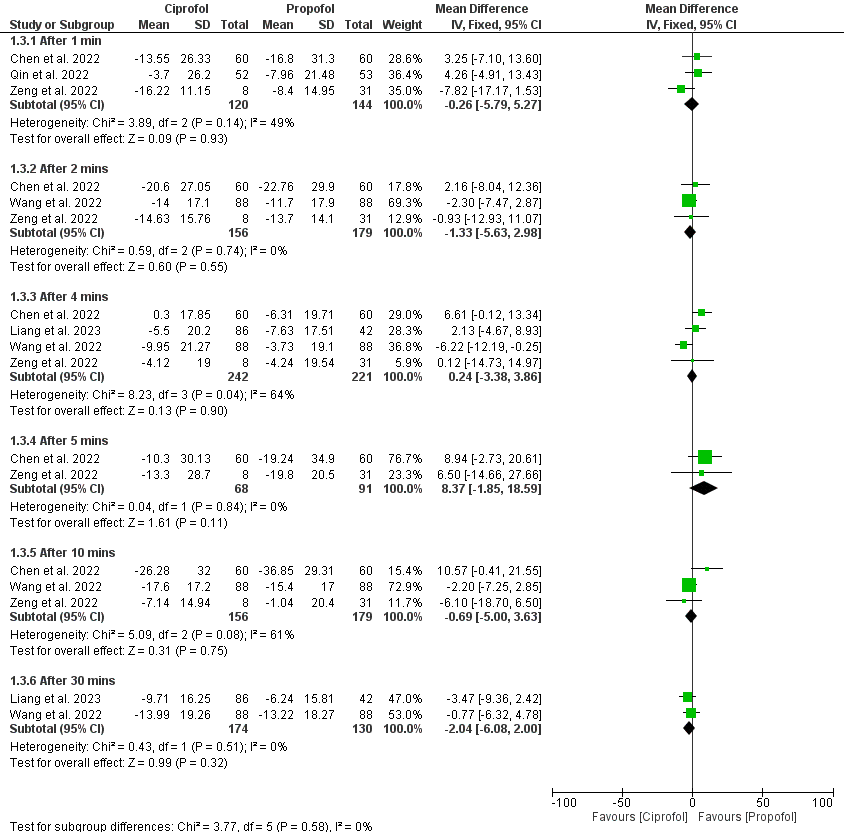 Ciprofol Propofol Mean Difference Mean Difference
Study or Subgroup Mean SD Total Mean SD Total Weight IV, Fixed, 95% CI IV, Fixed, 95% CI
1.3.1 After 1 min
Chen et al. 2022 -13.55 26.33 60 -16.8 31.3 60 28.6% 3.25 [-7.10, 13.60]
Qin et al. 2022 -3.7 26.2 52 -7.96 21.48 53 36.4% 4.26 [-4.91, 13.43]
Zeng et al. 2022 -16.22 11.15 8 -8.4 14.95 31 35.0% -7.82 [-17.17, 1.53]
Subtotal (95% CI) 120 144 100.0% -0.26 [-5.79, 5.27]
Heterogeneity: Chi² = 3.89, df = 2 (P = 0.14); I² = 49%
Test for overall effect: Z = 0.09 (P = 0.93)
1.3.2 After 2 mins
Chen et al. 2022 -20.6 27.05 60 -22.76 29.9 60 17.8% 2.16 [-8.04, 12.36]
Wang et al. 2022 -14 17.1 88 -11.7 17.9 88 69.3% -2.30 [-7.47, 2.87]
Zeng et al. 2022 -14.63 15.76 8 -13.7 14.1 31 12.9% -0.93 [-12.93, 11.07]
Subtotal (95% CI) 156 179 100.0% -1.33 [-5.63, 2.98]
Heterogeneity: Chi² = 0.59, df = 2 (P = 0.74); I² = 0%
Test for overall effect: Z = 0.60 (P = 0.55)
1.3.3 After 4 mins
Chen et al. 2022 0.3 17.85 60 -6.31 19.71 60 29.0% 6.61 [-0.12, 13.34]
Liang et al. 2023 -5.5 20.2 86 -7.63 17.51 42 28.3% 2.13 [-4.67, 8.93]
Wang et al. 2022 -9.95 21.27 88 -3.73 19.1 88 36.8% -6.22 [-12.19, -0.25]
Zeng et al. 2022 -4.12 19 8 -4.24 19.54 31 5.9% 0.12 [-14.73, 14.97]
Subtotal (95% CI) 242 221 100.0% 0.24 [-3.38, 3.86]
Heterogeneity: Chi² = 8.23, df = 3 (P = 0.04); I² = 64%
Test for overall effect: Z = 0.13 (P = 0.90)
1.3.4 After 5 mins
Chen et al. 2022 -10.3 30.13 60 -19.24 34.9 60 76.7% 8.94 [-2.73, 20.61]
Zeng et al. 2022 -13.3 28.7 8 -19.8 20.5 31 23.3% 6.50 [-14.66, 27.66]
Subtotal (95% CI) 68 91 100.0% 8.37 [-1.85, 18.59]
Heterogeneity: Chi² = 0.04, df = 1 (P = 0.84); I² = 0%
Test for overall effect: Z = 1.61 (P = 0.11)
1.3.5 After 10 mins
Chen et al. 2022 -26.28 32 60 -36.85 29.31 60 15.4% 10.57 [-0.41, 21.55]
Wang et al. 2022 -17.6 17.2 88 -15.4 17 88 72.9% -2.20 [-7.25, 2.85]
Zeng et al. 2022 -7.14 14.94 8 -1.04 20.4 31 11.7% -6.10 [-18.70, 6.50]
Subtotal (95% CI) 156 179 100.0% -0.69 [-5.00, 3.63]
Heterogeneity: Chi² = 5.09, df = 2 (P = 0.08); I² = 61%
Test for overall effect: Z = 0.31 (P = 0.75)
1.3.6 After 30 mins
Liang et al. 2023 -9.71 16.25 86 -6.24 15.81 42 47.0% -3.47 [-9.36, 2.42]
Wang et al. 2022 -13.99 19.26 88 -13.22 18.27 88 53.0% -0.77 [-6.32, 4.78]
Subtotal (95% CI) 174 130 100.0% -2.04 [-6.08, 2.00]
Heterogeneity: Chi² = 0.43, df = 1 (P = 0.51); I² = 0%
Test for overall effect: Z = 0.99 (P = 0.32)
-100 -50 0 50 100
Favours [Ciprofol] Favours [Propofol]
Test for subgroup differences: Chi² = 3.77, df = 5 (P = 0.58), I² = 0%